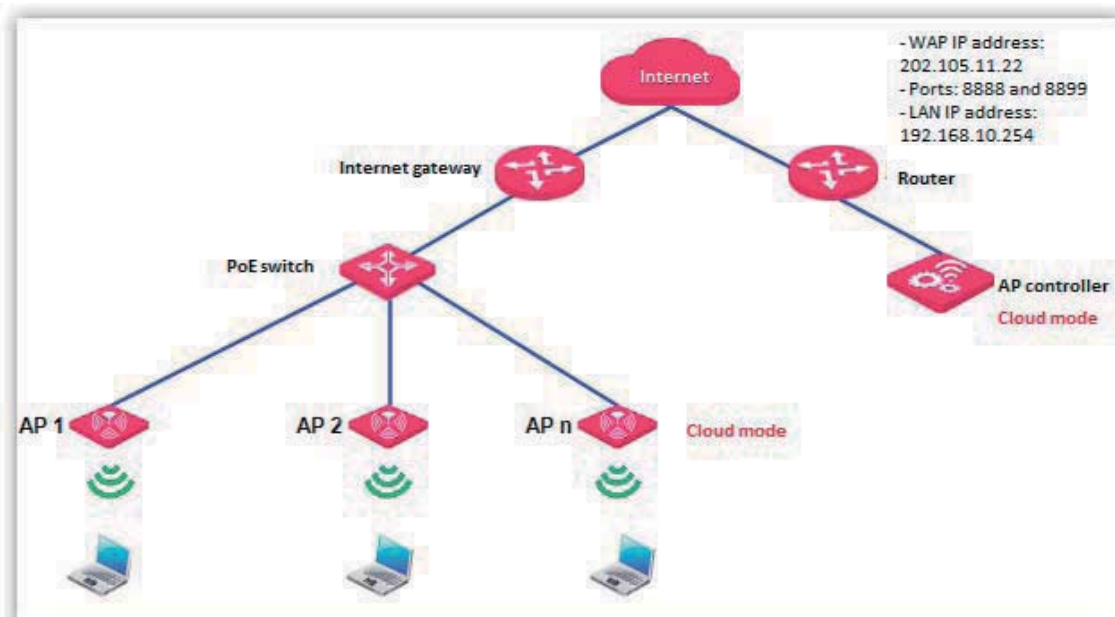 - WAP IP address:
202.105.11.22
- Ports: 8888 and 8899
- LAN IP address:
192.168.10.254
Internet
Internet gateway
Router
PoE switch
AP controller
Cloud mode
AP 1
AP 2
AP n
Cloud mode